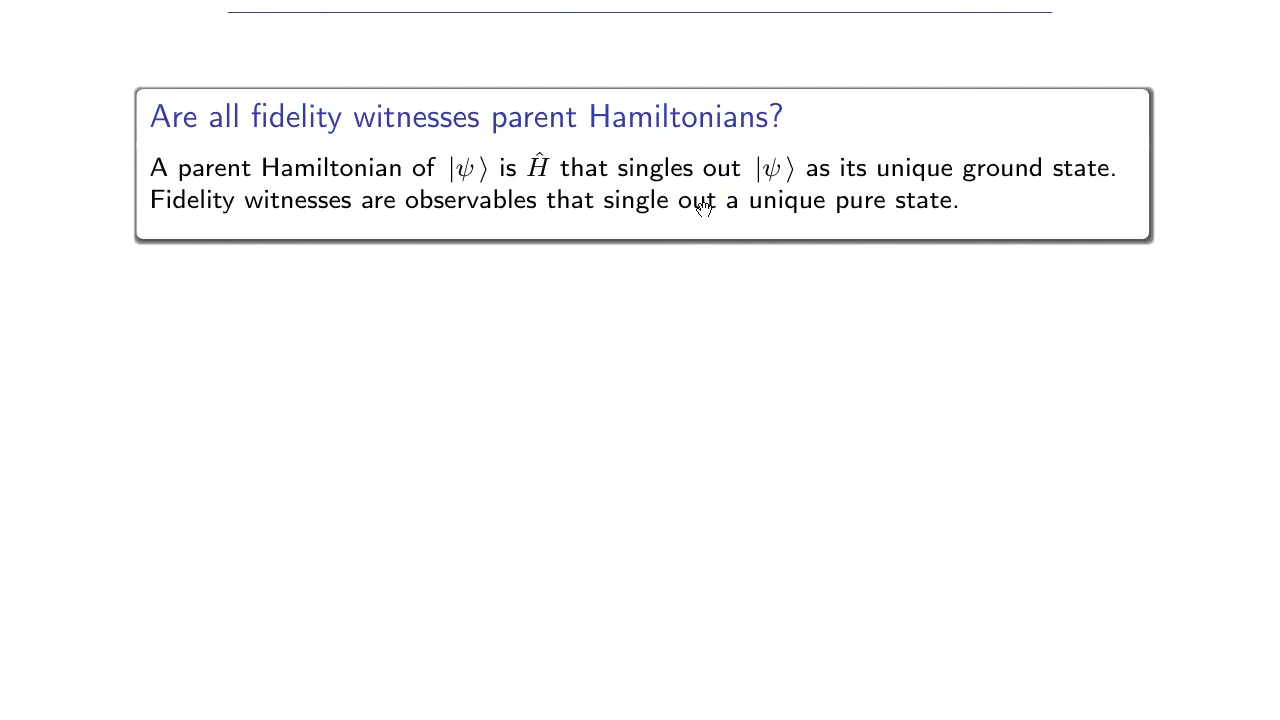 Are all fidelity witnesses parent Hamiltonians?
A parent Hamiltonian of |ψ⟩ is Ĥ that singles out |ψ⟩ as its unique ground state.
Fidelity witnesses are observables that single out a unique pure state.